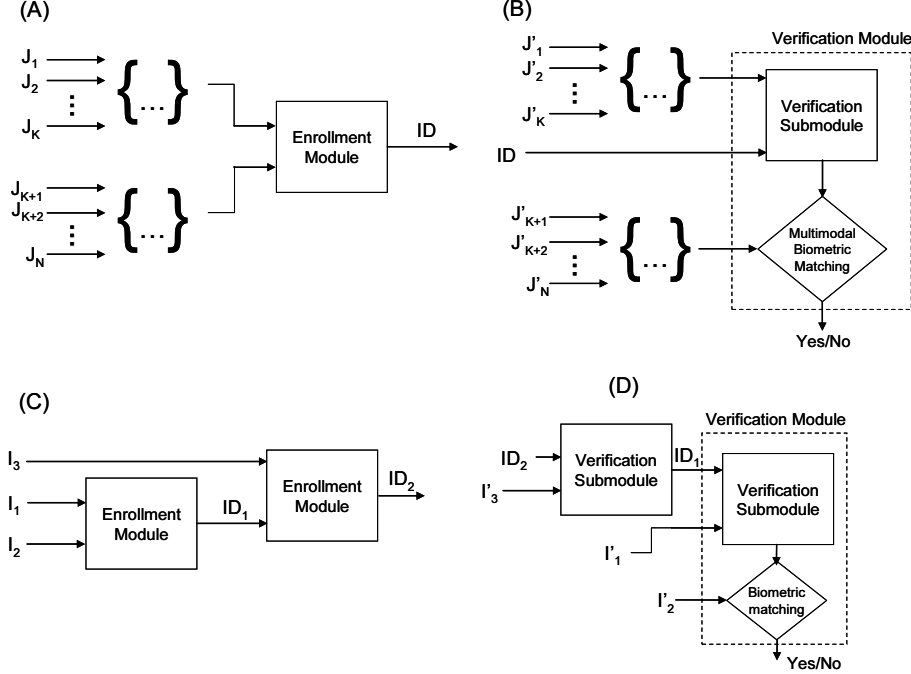 (A)
J1
J2
⋮
JK
{...}
JK+1
JK+2
⋮
JN
{...}
Enrollment
Module
ID
(B)
J'1
J'2
⋮
J'K
{...}
ID
J'K+1
J'K+2
⋮
J'N
{...}
Verification Module
Verification
Submodule
Multimodal
Biometric
Matching
Yes/No
(C)
I3
I1
I2
Enrollment
Module
ID1
Enrollment
Module
ID2
(D)
ID2
I'3
Verification
Submodule
ID1
Verification Module
I'1
Verification
Submodule
I'2
Biometric
matching
Yes/No